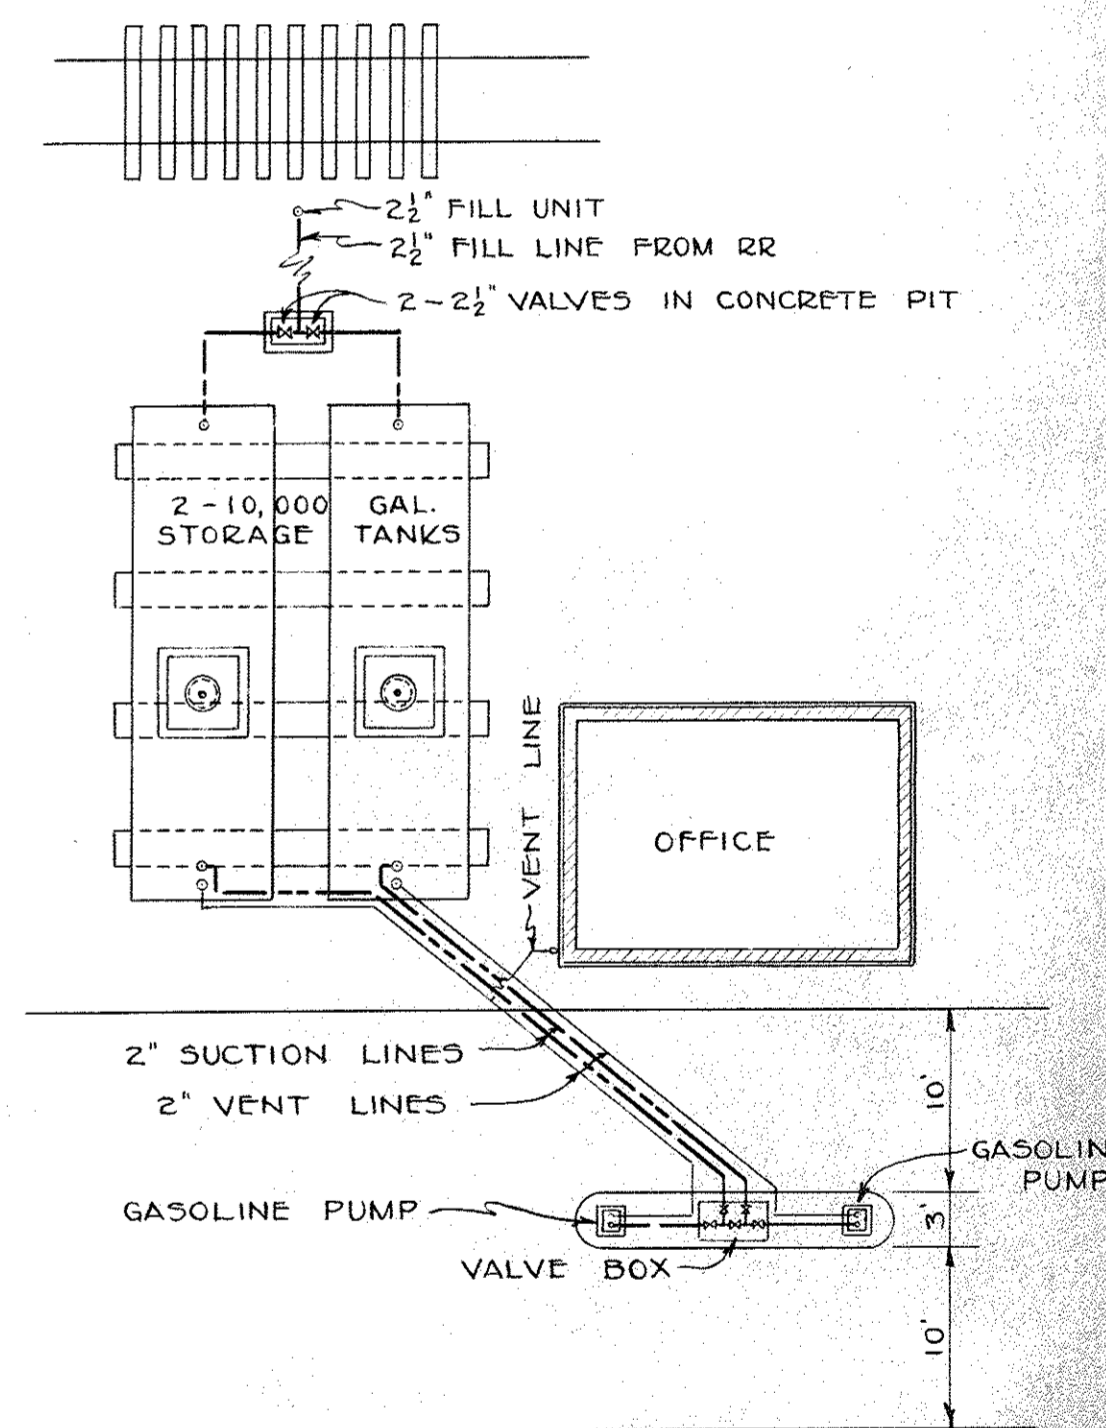 2½" FILL UNIT
2½" FILL LINE FROM RR
2 - 2½" VALVES IN CONCRETE PIT
2 - 10,000 GAL.
STORAGE TANKS
VENT LINE
OFFICE
2" SUCTION LINES
2" VENT LINES
10'
GASOLIN
PUMP
GASOLINE PUMP
3'
VALVE BOX
10'